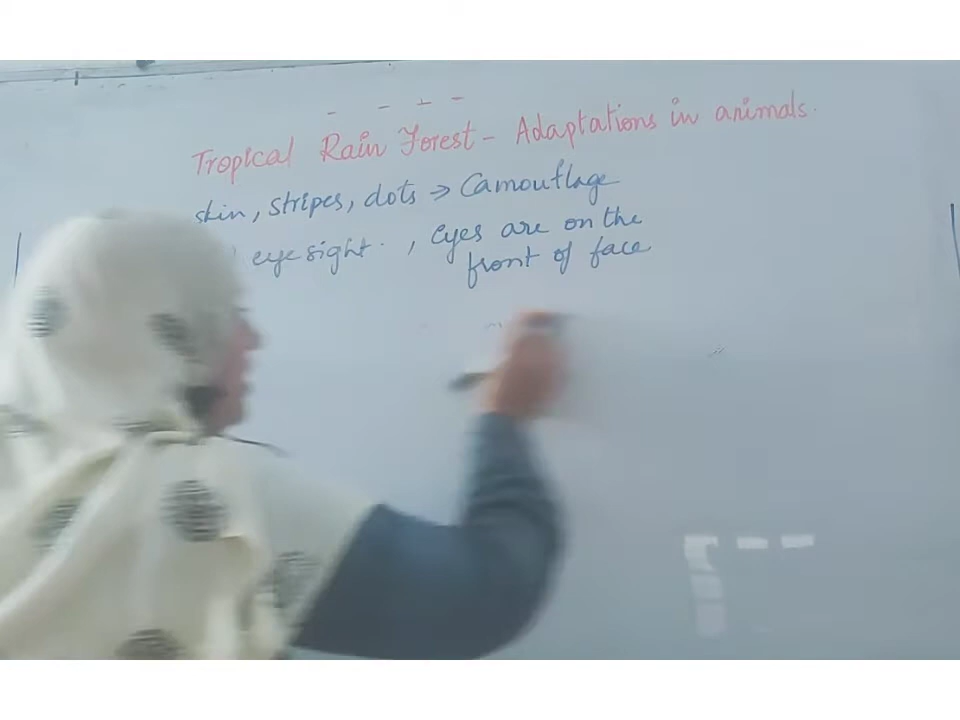 Tropical Rain Forest - Adaptations in animals.
skin, stripes, dots → Camouflage
eye sight. , eyes are on the
front of face